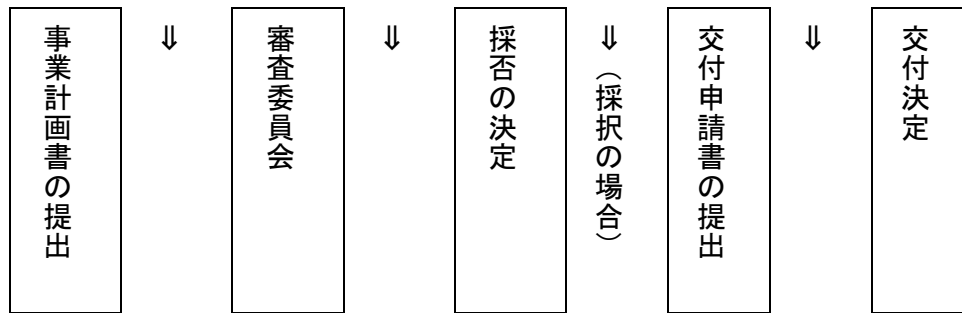 事業計画書の提出
⇓
審査委員会
⇓
採否の決定
⇓（採択の場合）
交付申請書の提出
⇓
交付決定